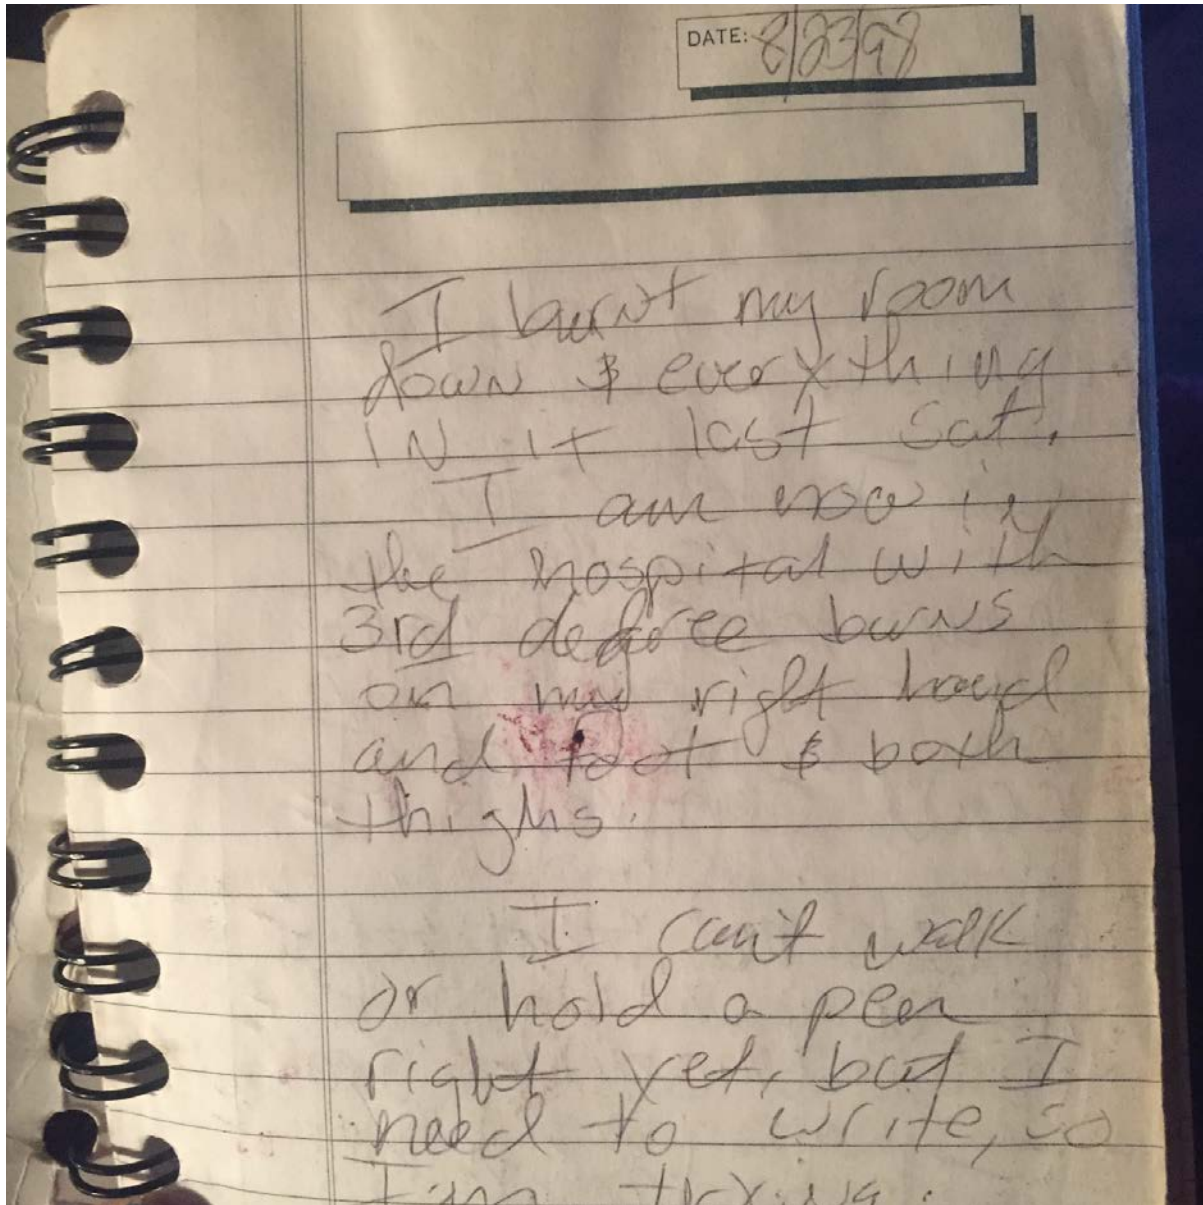 DATE: 8/23/98
I burnt my room
down & everything
in it last Sat.
I am now in
the hospital with
3rd degree burns
on my right hand
and foot & both
thighs.
I can't walk
or hold a pen
right yet, but I
need to write, so
I am trying.